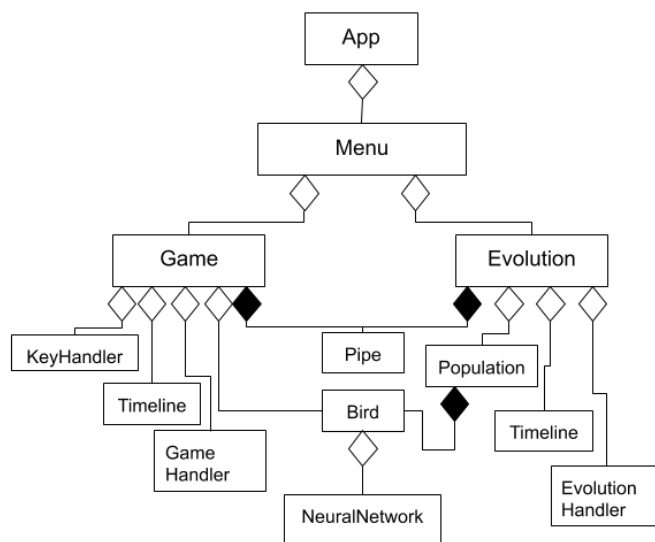 App
Menu
Game
Evolution
KeyHandler
Pipe
Population
Timeline
Bird
Timeline
Game
Handler
Evolution
Handler
NeuralNetwork